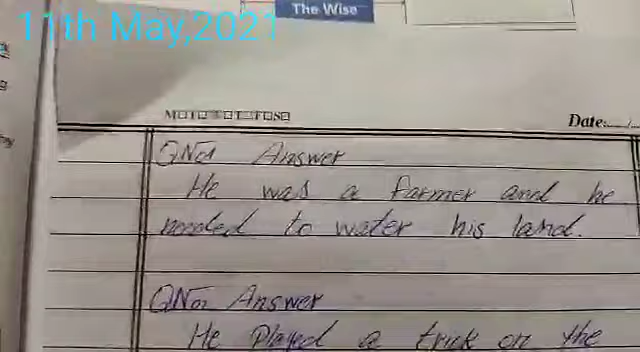 The Wise
11th May,2021
M T W T F S
Date:
QNo1 Answer
He was a farmer and he
needed to water his land.
QNo2 Answer
He played a trick on the